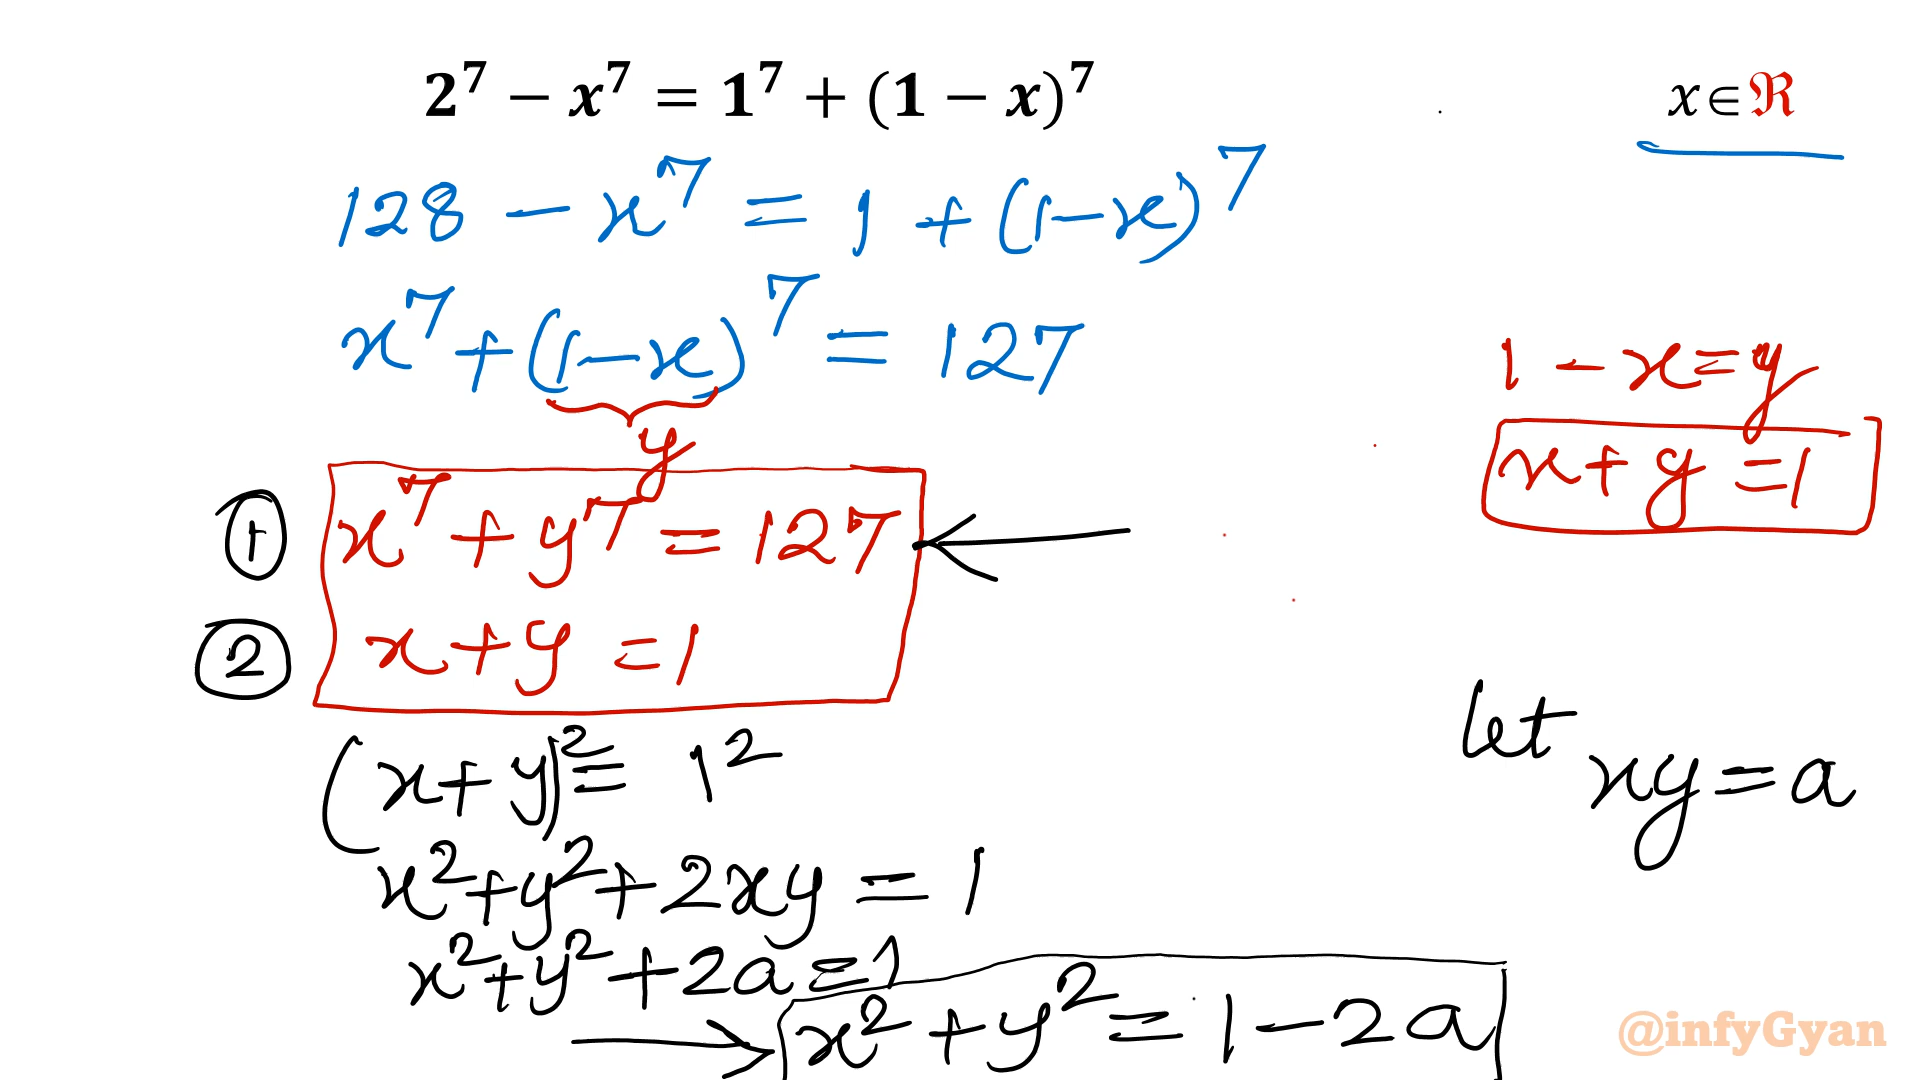 2⁷ − x⁷ = 1⁷ + (1 − x)⁷
x∈ℜ
128 − x⁷ = 1 + (1−x)⁷
x⁷ + (1−x)⁷ = 127
y
1 − x = y
x + y = 1
① x⁷ + y⁷ = 127
② x + y = 1
let xy = a
(x+y)² = 1²
x² + y² + 2xy = 1
x² + y² + 2a = 1
x² + y² = 1 − 2a
@infyGyan